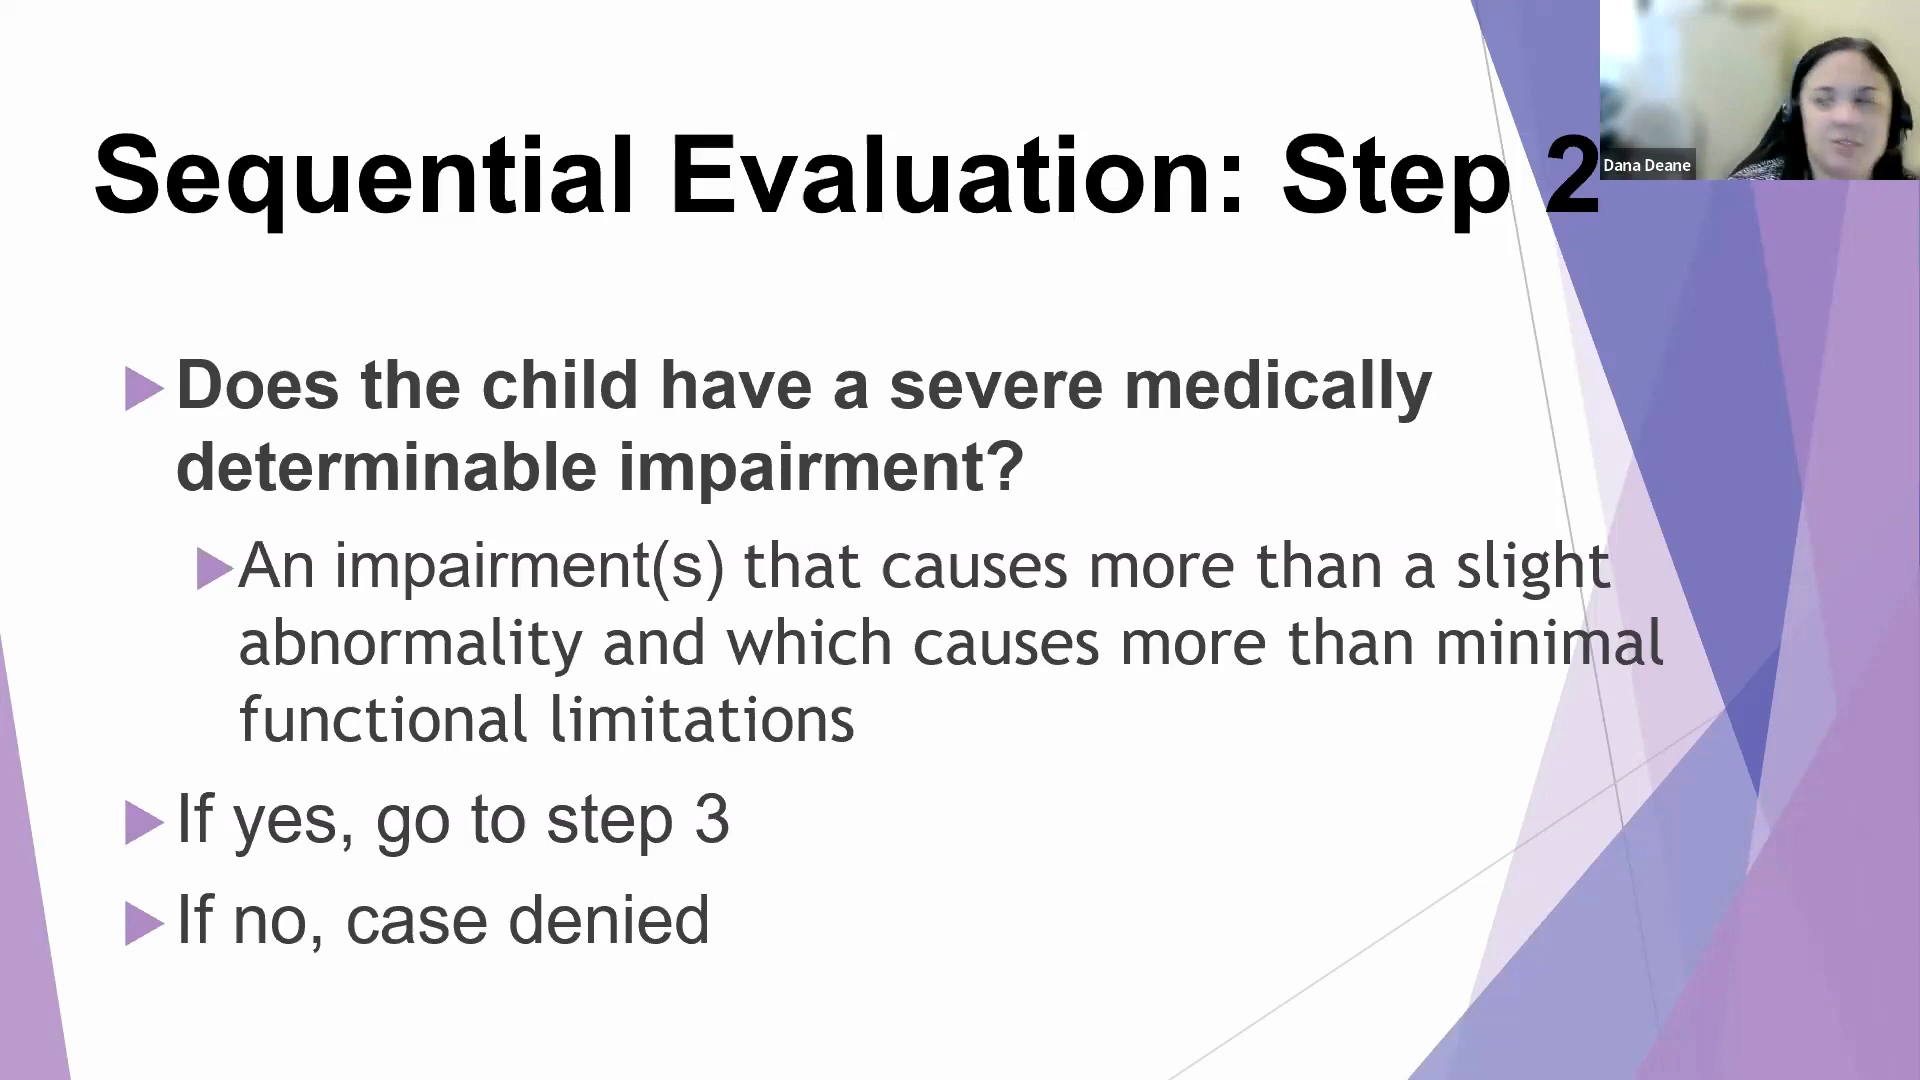 Sequential Evaluation: Step 2
Dana Deane
Does the child have a severe medically
determinable impairment?
An impairment(s) that causes more than a slight
abnormality and which causes more than minimal
functional limitations
If yes, go to step 3
If no, case denied